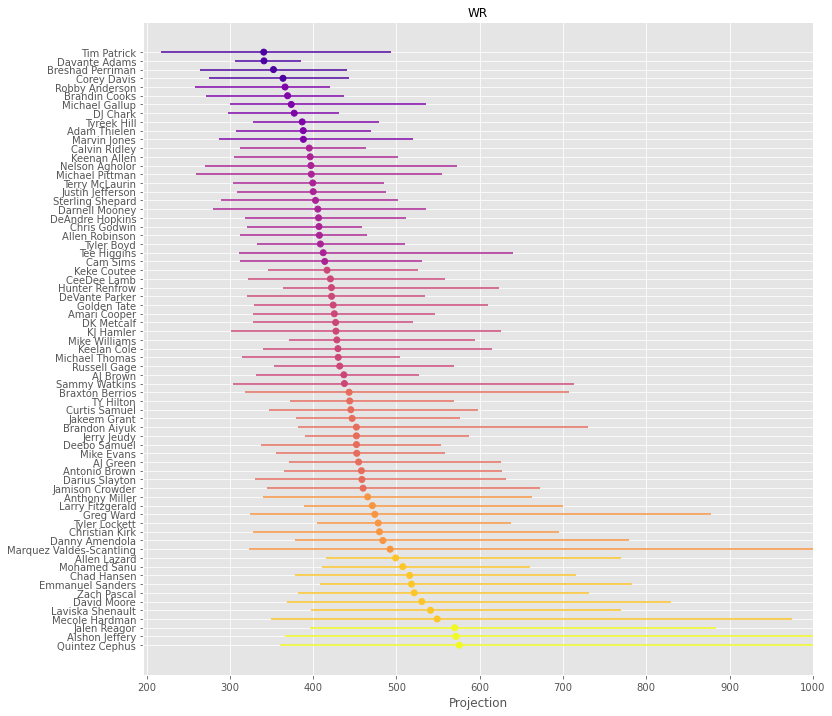 WR
Tim Patrick
Davante Adams
Breshad Perriman
Corey Davis
Robby Anderson
Brandin Cooks
Michael Gallup
DJ Chark
Tyreek Hill
Adam Thielen
Marvin Jones
Calvin Ridley
Keenan Allen
Nelson Agholor
Michael Pittman
Terry McLaurin
Justin Jefferson
Sterling Shepard
Darnell Mooney
DeAndre Hopkins
Chris Godwin
Allen Robinson
Tyler Boyd
Tee Higgins
Cam Sims
Keke Coutee
CeeDee Lamb
Hunter Renfrow
DeVante Parker
Golden Tate
Amari Cooper
DK Metcalf
KJ Hamler
Mike Williams
Keelan Cole
Michael Thomas
Russell Gage
AJ Brown
Sammy Watkins
Braxton Berrios
TY Hilton
Curtis Samuel
Jakeem Grant
Brandon Aiyuk
Jerry Jeudy
Deebo Samuel
Mike Evans
AJ Green
Antonio Brown
Darius Slayton
Jamison Crowder
Anthony Miller
Larry Fitzgerald
Greg Ward
Tyler Lockett
Christian Kirk
Danny Amendola
Marquez Valdes-Scantling
Allen Lazard
Mohamed Sanu
Chad Hansen
Emmanuel Sanders
Zach Pascal
David Moore
Laviska Shenault
Mecole Hardman
Jalen Reagor
Alshon Jeffery
Quintez Cephus
200 300 400 500 600 700 800 900 1000
Projection